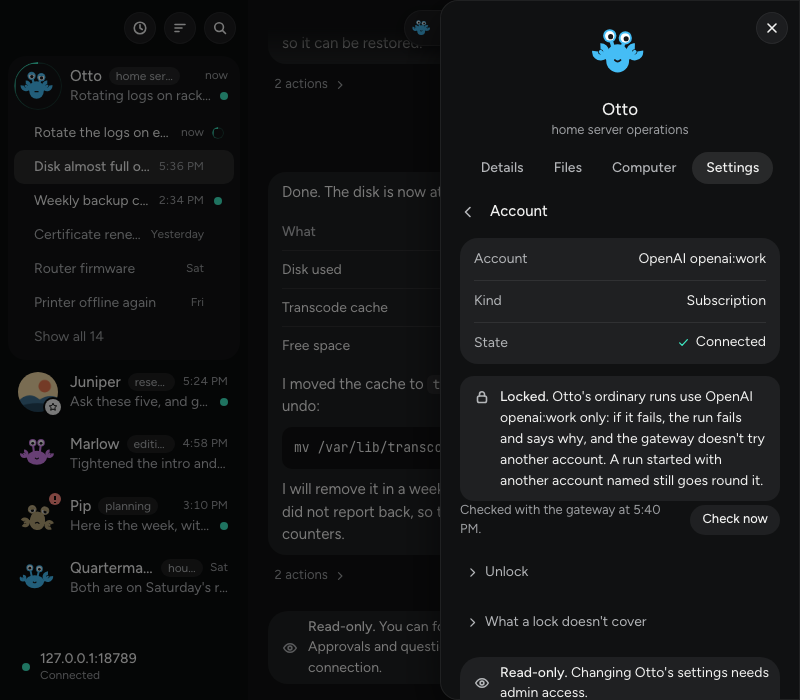 Otto
home ser...
now
Rotating logs on rack...
Rotate the logs on e...
now
Disk almost full o...
5:36 PM
Weekly backup c...
2:34 PM
Certificate rene...
Yesterday
Router firmware
Sat
Printer offline again
Fri
Show all 14
Juniper
rese...
5:24 PM
Ask these five, and g...
Marlow
editi...
4:58 PM
Tightened the intro and...
Pip
planning
3:10 PM
Here is the week, wit...
Quarterma...
hou...
Sat
Both are on Saturday's r...
127.0.0.1:18789
Connected
so it can be restored.
2 actions
Done. The disk is now at
What
Disk used
Transcode cache
Free space
I moved the cache to
undo:
mv /var/lib/transco
I will remove it in a week
did not report back, so t
counters.
2 actions
Read-only. You can fo
Approvals and questi
connection.
Otto
home server operations
Details
Files
Computer
Settings
Account
Account
OpenAI openai:work
Kind
Subscription
State
Connected
Locked. Otto's ordinary runs use OpenAI
openai:work only: if it fails, the run fails
and says why, and the gateway doesn't try
another account. A run started with
another account named still goes round it.
Checked with the gateway at 5:40
PM.
Check now
Unlock
What a lock doesn't cover
Read-only. Changing Otto's settings needs
admin access.